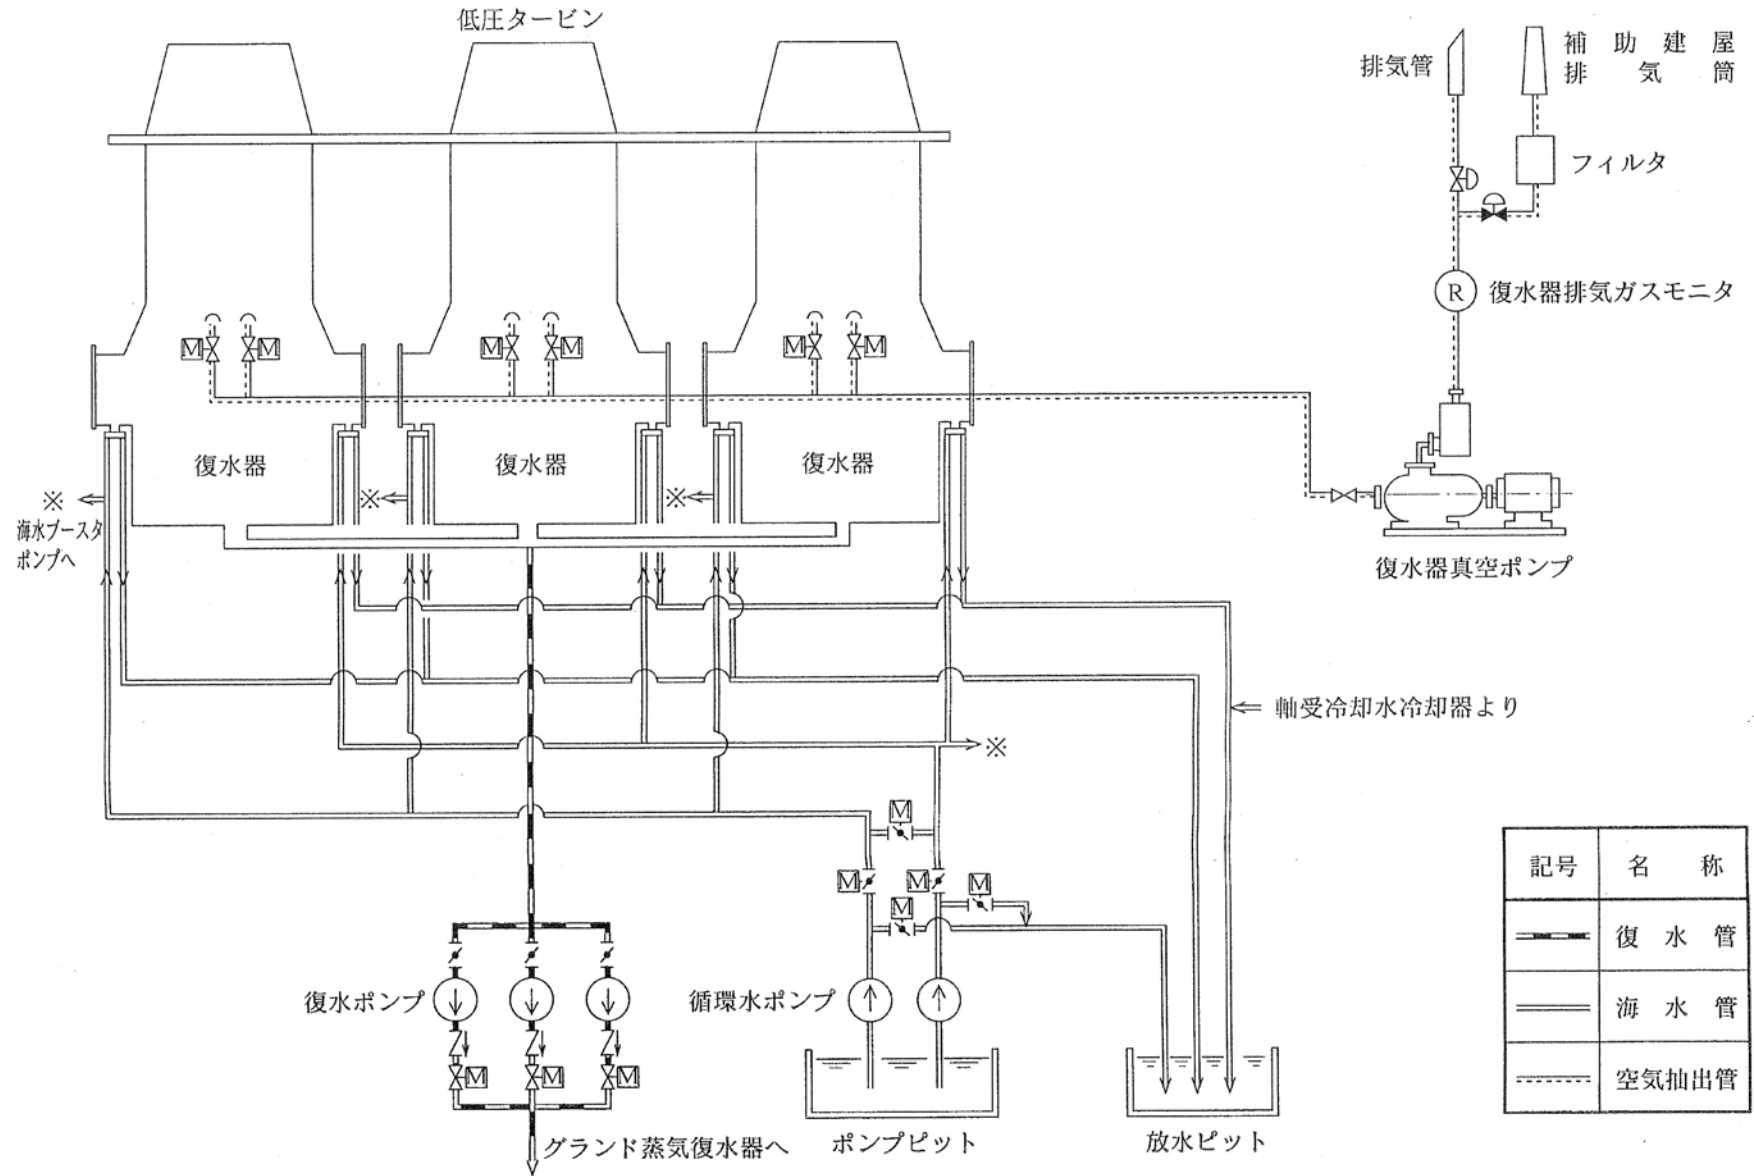 低圧タービン
排気管
補助建屋
排気筒
フィルタ
R
復水器排気ガスモニタ
M M M M M M
復水器 復水器 復水器
※ ※ ※
海水ブースタ
ポンプへ
復水器真空ポンプ
軸受冷却水冷却器より
※
M
M M M
M
復水ポンプ
循環水ポンプ
M M M
グランド蒸気復水器へ
ポンプピット
放水ピット
記号 名称
復水管
海水管
空気抽出管